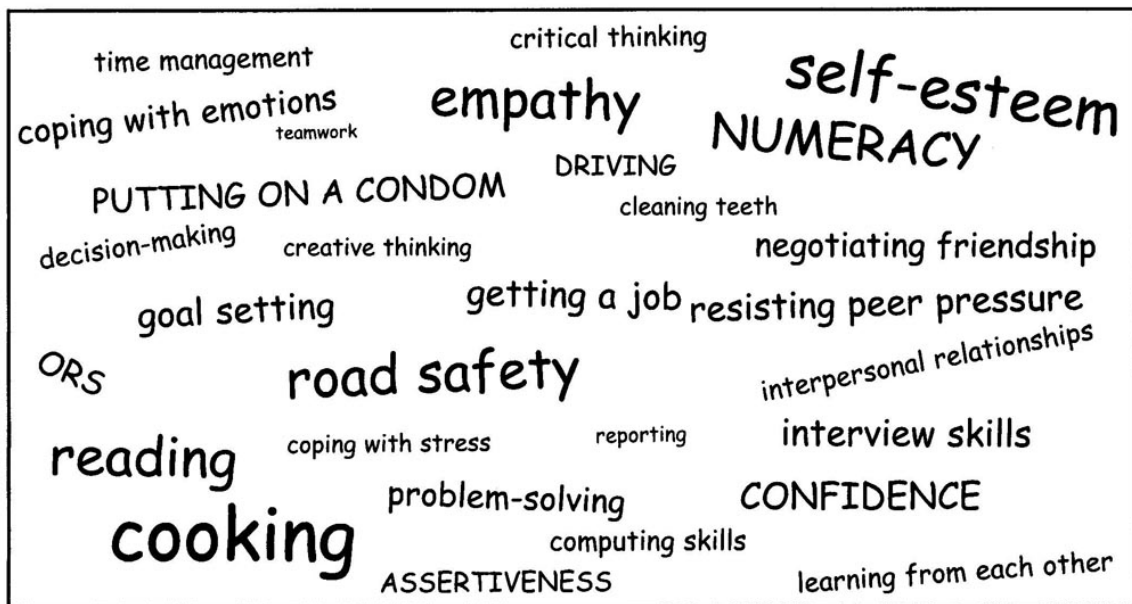 critical thinking
time management
self-esteem
empathy
coping with emotions
teamwork
NUMERACY
DRIVING
PUTTING ON A CONDOM
cleaning teeth
decision-making
creative thinking
negotiating friendship
goal setting
getting a job
resisting peer pressure
ORS
road safety
interpersonal relationships
reading
coping with stress
reporting
interview skills
problem-solving
CONFIDENCE
cooking
computing skills
ASSERTIVENESS
learning from each other